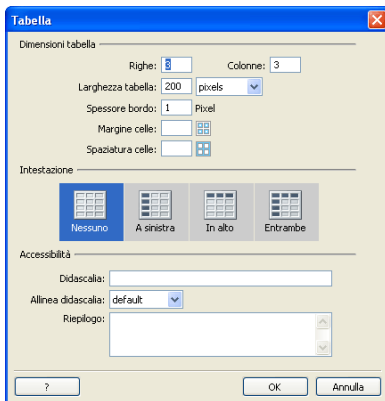 Tabella
Dimensioni tabella
Righe: 3 Colonne: 3
Larghezza tabella: 200 pixels
Spessore bordo: 1 Pixel
Margine celle:
Spaziatura celle:
Intestazione
Nessuno A sinistra In alto Entrambe
Accessibilità
Didascalia:
Allinea didascalia: default
Riepilogo:
? OK Annulla